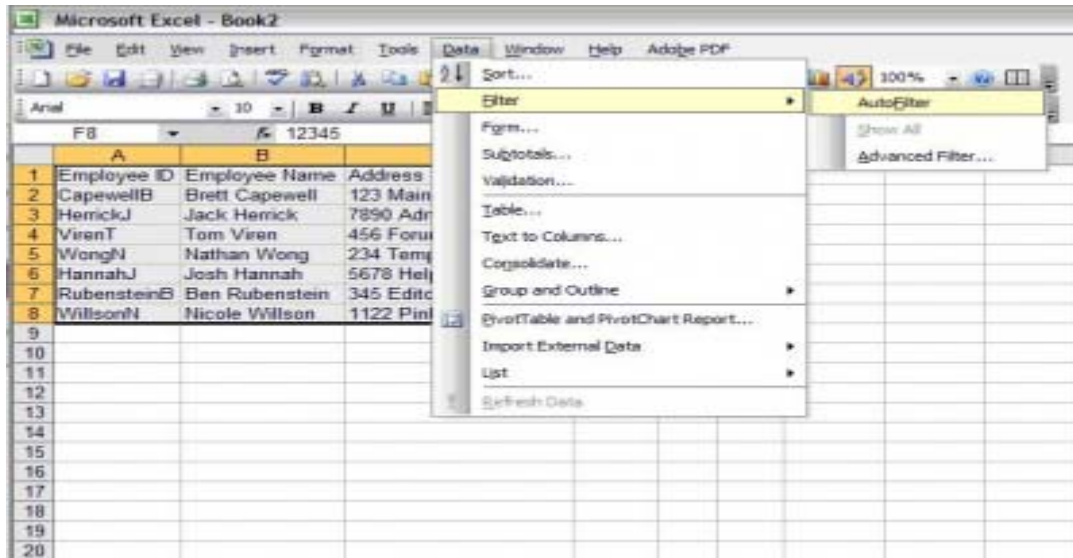 Microsoft Excel - Book2
File Edit View Insert Format Tools Data Window Help Adobe PDF
100%
Arial 10 B I U
F8 fx 12345
A B
1 Employee ID Employee Name Address
2 CapewellB Brett Capewell 123 Main
3 HerrickJ Jack Herrick 7890 Adr
4 VirenT Tom Viren 456 Foru
5 WongN Nathan Wong 234 Temp
6 HannahJ Josh Hannah 5678 Help
7 RubensteinB Ben Rubenstein 345 Edito
8 WillsonN Nicole Willson 1122 Pink
9
10
11
12
13
14
15
16
17
18
19
20
Sort...
Filter
Form...
Subtotals...
Validation...
Table...
Text to Columns...
Consolidate...
Group and Outline
PivotTable and PivotChart Report...
Import External Data
List
Refresh Data
AutoFilter
Show All
Advanced Filter...